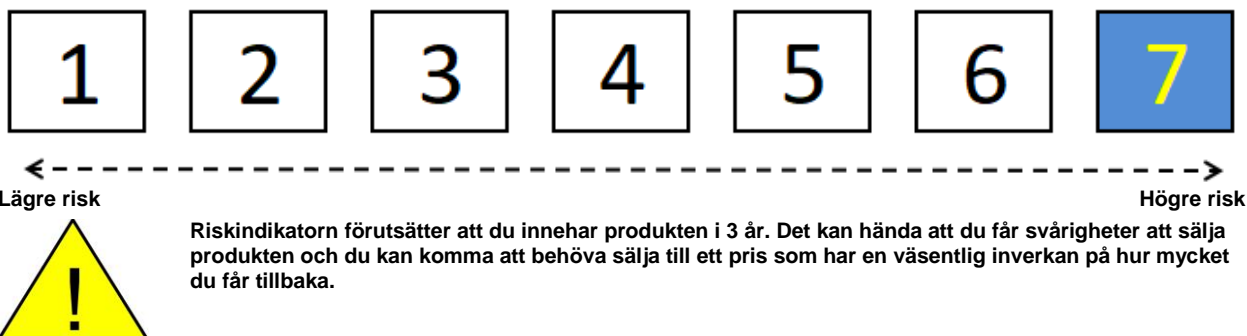 1 2 3 4 5 6 7
Lägre risk Högre risk
Riskindikatorn förutsätter att du innehar produkten i 3 år. Det kan hända att du får svårigheter att sälja
produkten och du kan komma att behöva sälja till ett pris som har en väsentlig inverkan på hur mycket
du får tillbaka.
!